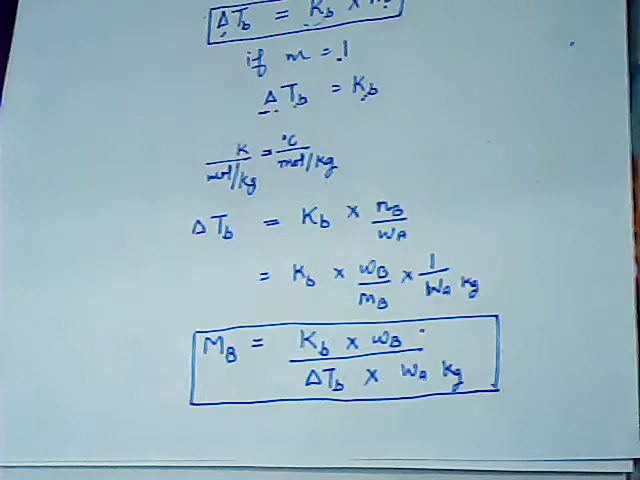 ΔTb = Kb × m
if m = 1
ΔTb = Kb
K / mol/kg = °C / mol/kg
ΔTb = Kb × nB / WA
= Kb × WB / MB × 1 / WA kg
MB = Kb × WB / ΔTb × WA kg